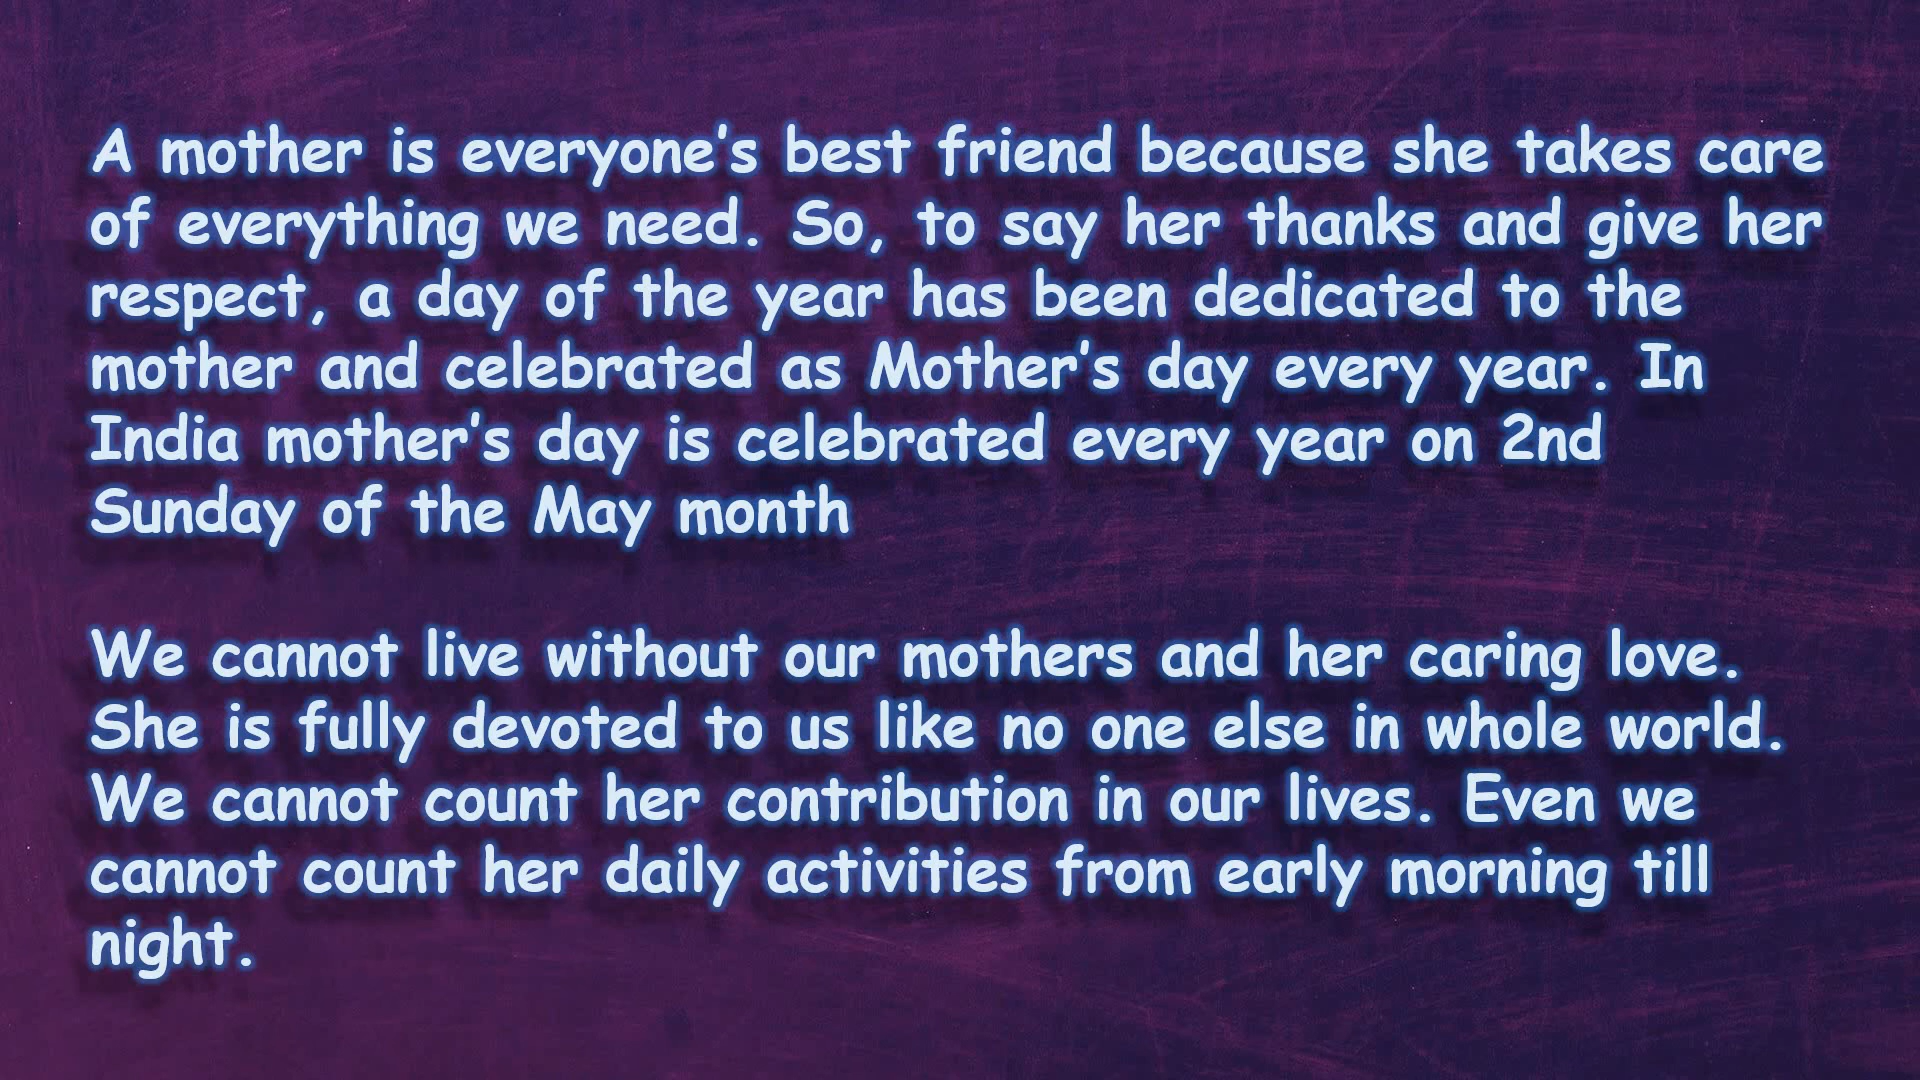 A mother is everyone's best friend because she takes care
of everything we need. So, to say her thanks and give her
respect, a day of the year has been dedicated to the
mother and celebrated as Mother's day every year. In
India mother's day is celebrated every year on 2nd
Sunday of the May month
We cannot live without our mothers and her caring love.
She is fully devoted to us like no one else in whole world.
We cannot count her contribution in our lives. Even we
cannot count her daily activities from early morning till
night.